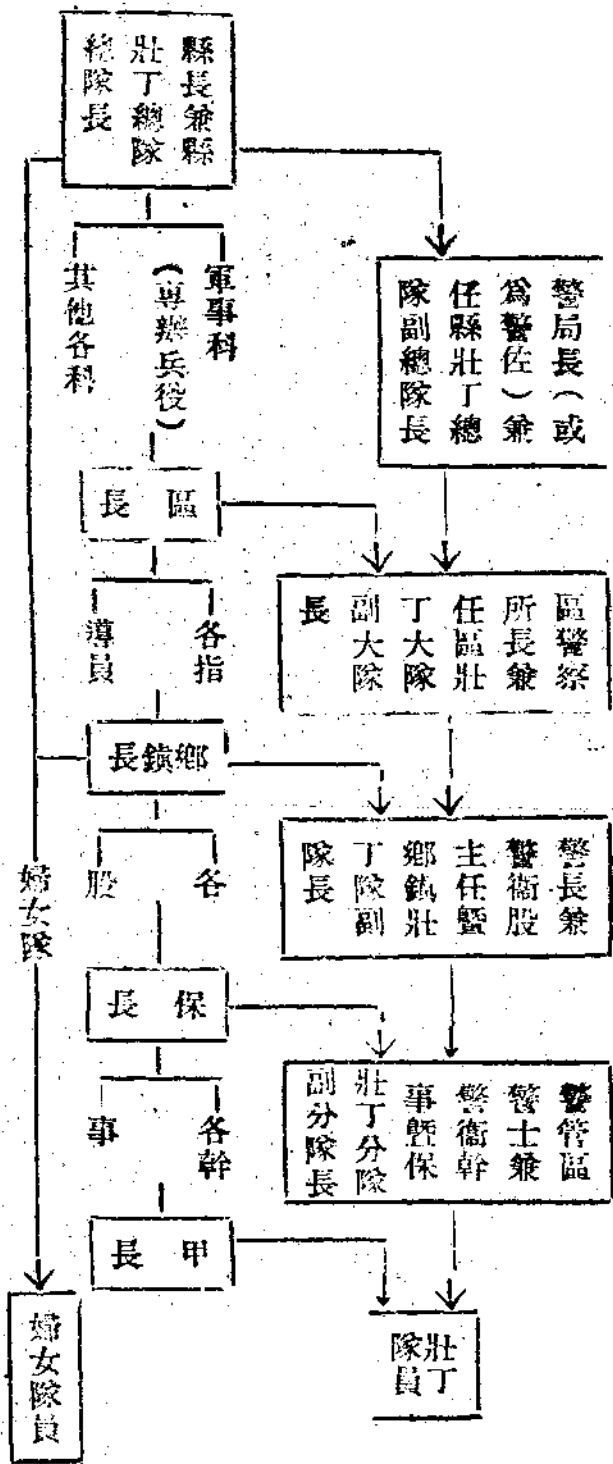 縣長兼縣
壯丁總隊
總隊長
軍事科
(專辦兵役)
其他各科
警局長(或
爲警佐)兼
任縣壯丁總
隊副總隊長
區長
各指
導員
區警察
所長兼
任區壯
丁大隊
副大隊
長
鄉鎮長
各
股
警長兼
警衞股
主任暨
鄉鎮壯
丁隊副
隊長
保長
各幹
事
警管區
警士兼
警衞幹
事暨保
壯丁分隊
副分隊長
甲長
壯丁
隊員
婦女隊
婦女隊員